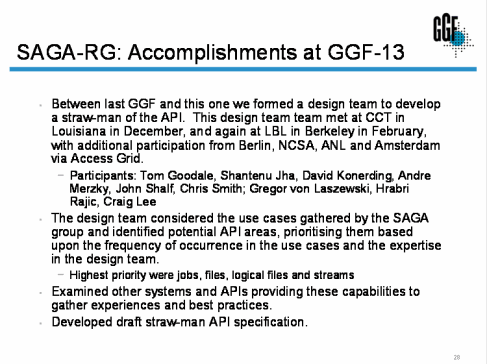 GGF
SAGA-RG: Accomplishments at GGF-13
- Between last GGF and this one we formed a design team to develop
a straw-man of the API. This design team team met at CCT in
Louisiana in December, and again at LBL in Berkeley in February,
with additional participation from Berlin, NCSA, ANL and Amsterdam
via Access Grid.
– Participants: Tom Goodale, Shantenu Jha, David Konerding, Andre
Merzky, John Shalf, Chris Smith; Gregor von Laszewski, Hrabri
Rajic, Craig Lee
- The design team considered the use cases gathered by the SAGA
group and identified potential API areas, prioritising them based
upon the frequency of occurrence in the use cases and the expertise
in the design team.
– Highest priority were jobs, files, logical files and streams
- Examined other systems and APIs providing these capabilities to
gather experiences and best practices.
- Developed draft straw-man API specification.
28